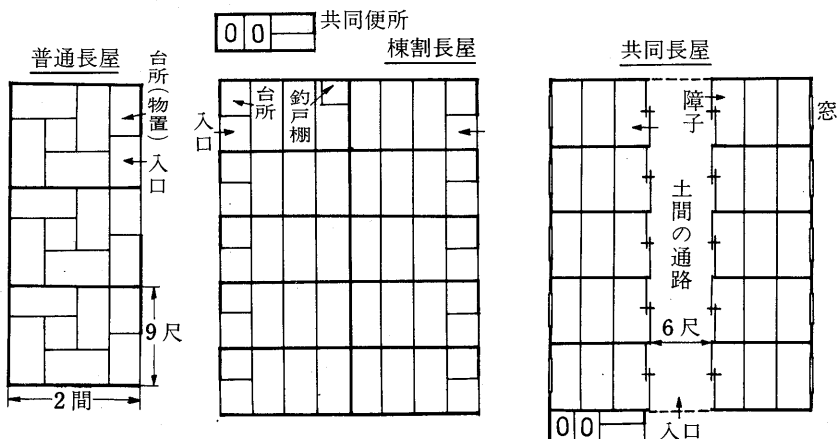 共同便所
00
普通長屋
台所(物置)
入口
9尺
2間
棟割長屋
入口
台所
釣戸棚
共同長屋
障子
窓
土間の通路
6尺
00
入口